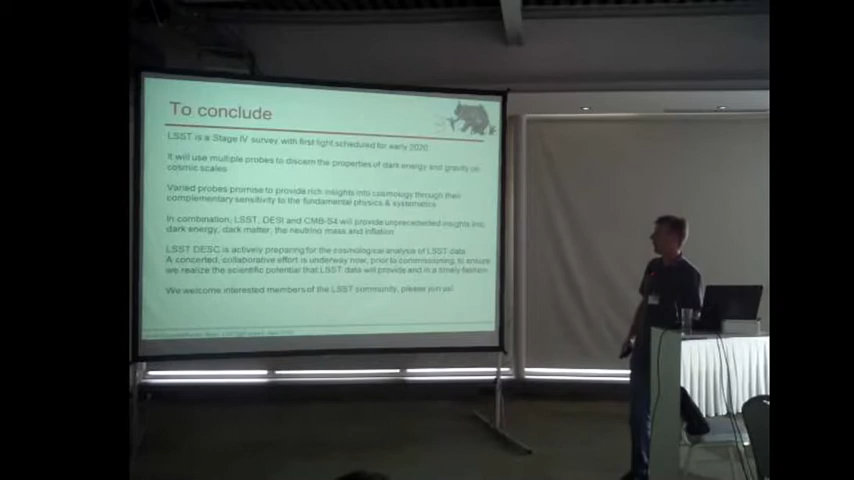 To conclude
LSST is a Stage IV survey with first light scheduled for early 2020
It will use multiple probes to discern the properties of dark energy and gravity on
cosmic scales
Varied probes promise to provide rich insights into cosmology through their
complementary sensitivity to the fundamental physics & systematics
In combination, LSST, DESI and CMB-S4 will provide unprecedented insights into
dark energy, dark matter, the neutrino mass and inflation
LSST DESC is actively preparing for the cosmological analysis of LSST data
A concerted, collaborative effort is underway now, prior to commissioning, to ensure
we realize the scientific potential that LSST data will provide and in a timely fashion
We welcome interested members of the LSST community, please join us!